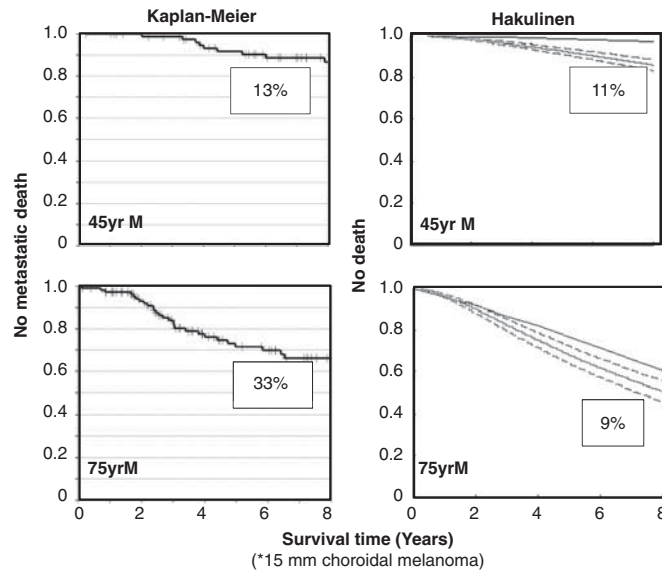 Kaplan-Meier
Hakulinen
No metastatic death
1.0
0.8
0.6
0.4
0.2
0
13%
45yr M
No death
1.0
0.8
0.6
0.4
0.2
0
11%
45yr M
1.0
0.8
0.6
0.4
0.2
0
33%
75yrM
0 2 4 6 8
1.0
0.8
0.6
0.4
0.2
0
9%
75yrM
0 2 4 6 8
Survival time (Years)
(*15 mm choroidal melanoma)